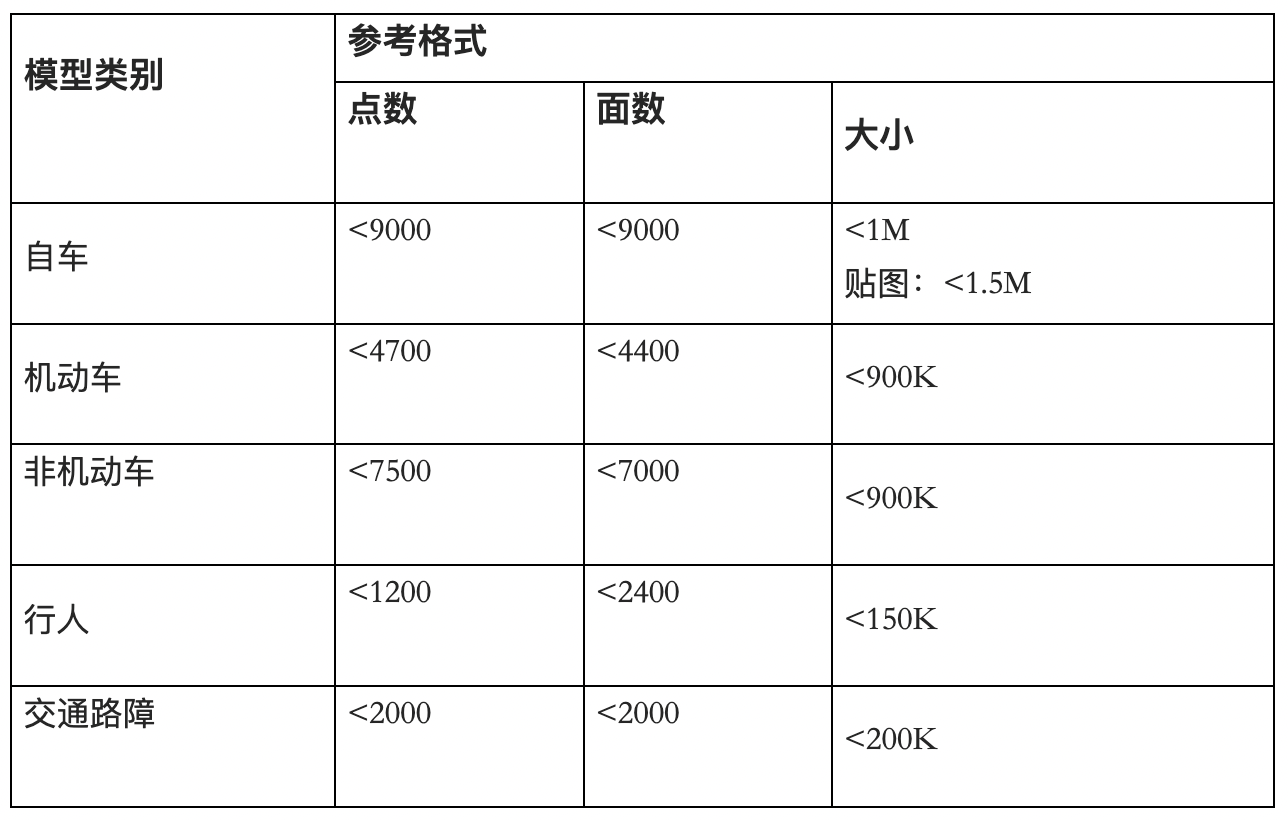 模型类别
参考格式
点数
面数
大小
自车
<9000
<9000
<1M
贴图：<1.5M
机动车
<4700
<4400
<900K
非机动车
<7500
<7000
<900K
行人
<1200
<2400
<150K
交通路障
<2000
<2000
<200K